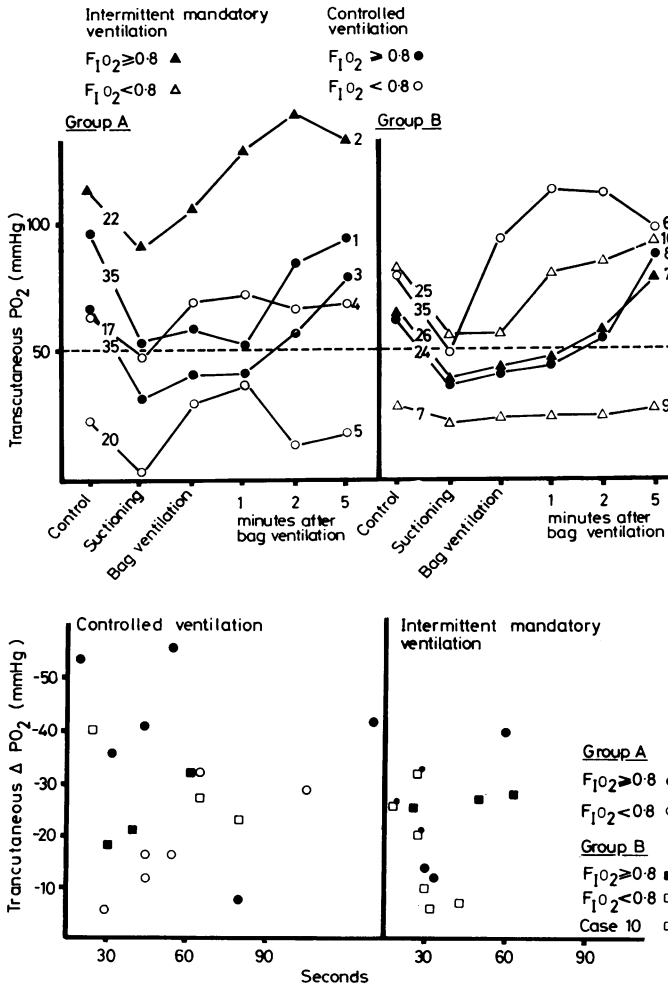 Intermittent mandatory ventilation
FIO2≥0.8 ▲
FIO2<0.8 △
Controlled ventilation
FIO2 ≥ 0.8 ●
FIO2 < 0.8 ○
Group A
Group B
Transcutaneous PO2 (mmHg)
100
50
22
35
17
35
20
2
1
3
4
5
25
35
26
24
7
6
10
8
7
9
Control
Suctioning
Bag ventilation
1
2
5
minutes after
bag ventilation
Control
Suctioning
Bag ventilation
1
2
5
minutes after
bag ventilation
Controlled ventilation
Intermittent mandatory
ventilation
Trancutaneous Δ PO2 (mmHg)
-50
-40
-30
-20
-10
30
60
90
30
60
90
Seconds
Group A
FIO2≥0.8
FIO2<0.8
Group B
FIO2≥0.8 ■
FIO2<0.8 □
Case 10